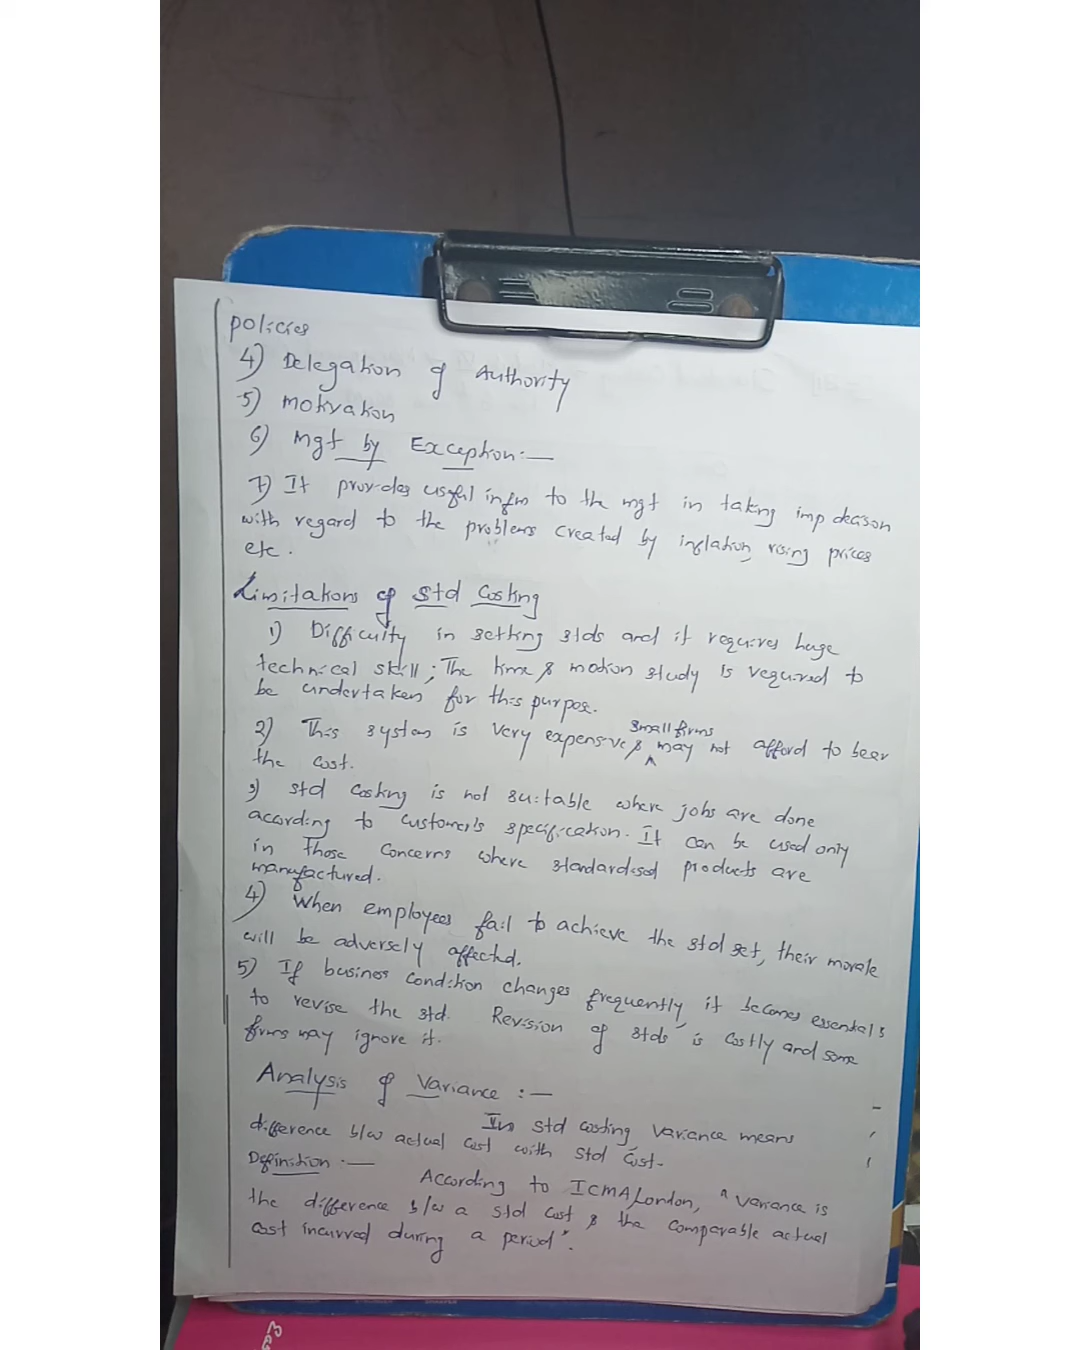 policies
4) Delegation of Authority
5) Motivation
6) Mgt by Exception:—
7) It provides useful infm to the mgt in taking imp decison
with regard to the problems created by inflation, rising prices
etc.
Limitations of std Costing
1) Difficulty in setting stds and it requires huge
technical skill; The time & motion study is required to
be undertaken for this purpose.
2) This system is very expensive & small firms may not afford to bear
the cost.
3) std Costing is not suitable where jobs are done
according to customer's specification. It can be used only
in those concerns where standardised products are
manufactured.
4) When employees fail to achieve the std set, their morale
will be adversely affected.
5) If business condition changes frequently, it becomes essential
to revise the std. Revision of stds is costly and some
firms may ignore it.
Analysis of Variance :—
In std costing, variance means
difference b/w actual cost with std cost.
Definition :—
According to ICMA, London, "Variance is
the difference b/w a std cost & the comparable actual
cost incurred during a period".